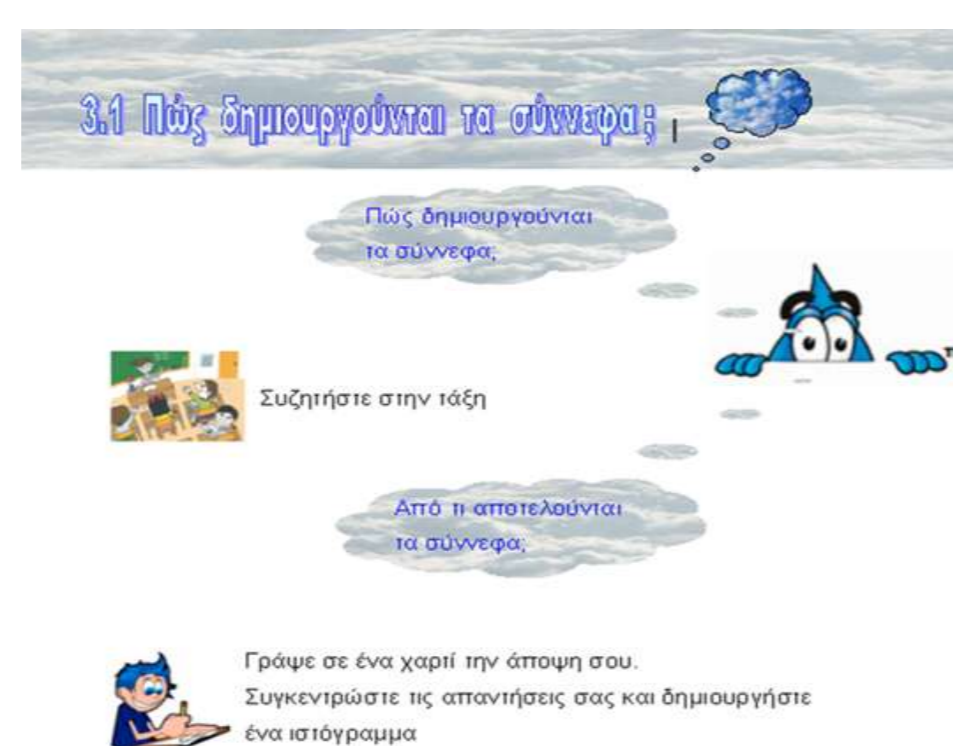 3.1 Πώς δημιουργούνται τα σύννεφα;
Πώς δημιουργούνται
τα σύννεφα;
Συζητήστε στην τάξη
Από τι αποτελούνται
τα σύννεφα;
Γράψε σε ένα χαρτί την άποψη σου.
Συγκεντρώστε τις απαντήσεις σας και δημιουργήστε
ένα ιστόγραμμα